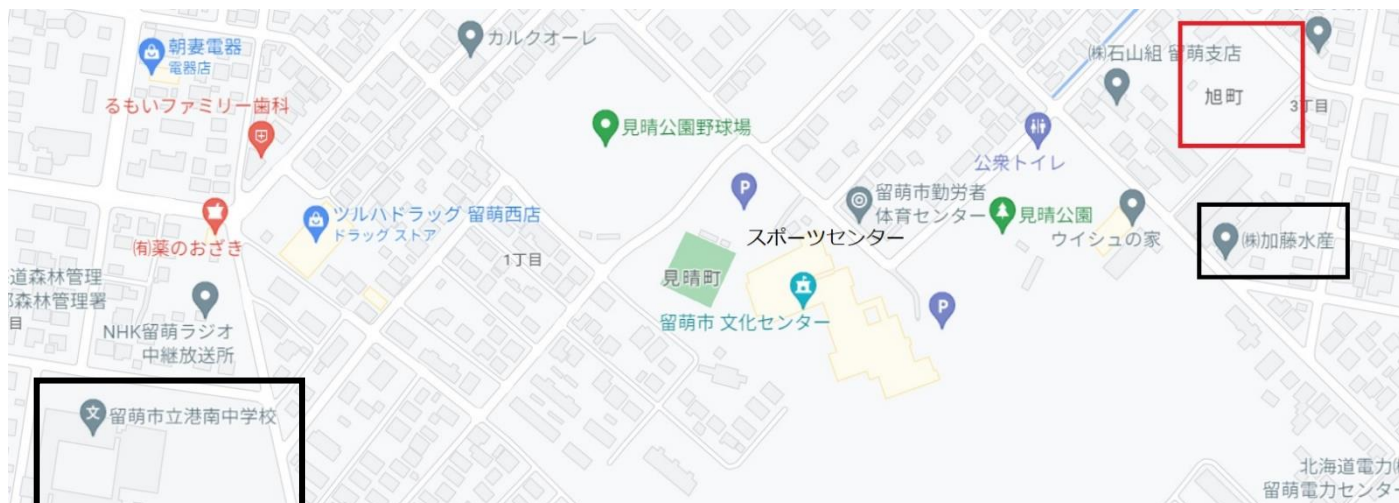 朝妻電器
電器店
カルクオーレ
㈱石山組 留萌支店
旭町
3丁目
るもいファミリー歯科
見晴公園野球場
公衆トイレ
ツルハドラッグ 留萌西店
ドラッグ ストア
P
留萌市勤労者
体育センター
見晴公園
ウイシュの家
㈱加藤水産
㈲薬のおざき
スポーツセンター
1丁目
見晴町
道森林管理
森林管理署
目
NHK留萌ラジオ
中継放送所
留萌市 文化センター
P
文
留萌市立港南中学校
北海道電力
留萌電力センター